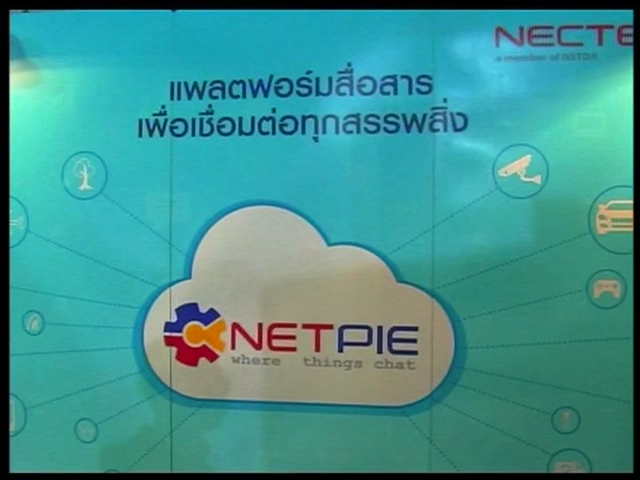 NECTE
a member of NSTDA
แพลตฟอร์มสื่อสาร
เพื่อเชื่อมต่อทุกสรรพสิ่ง
NETPIE
where things chat